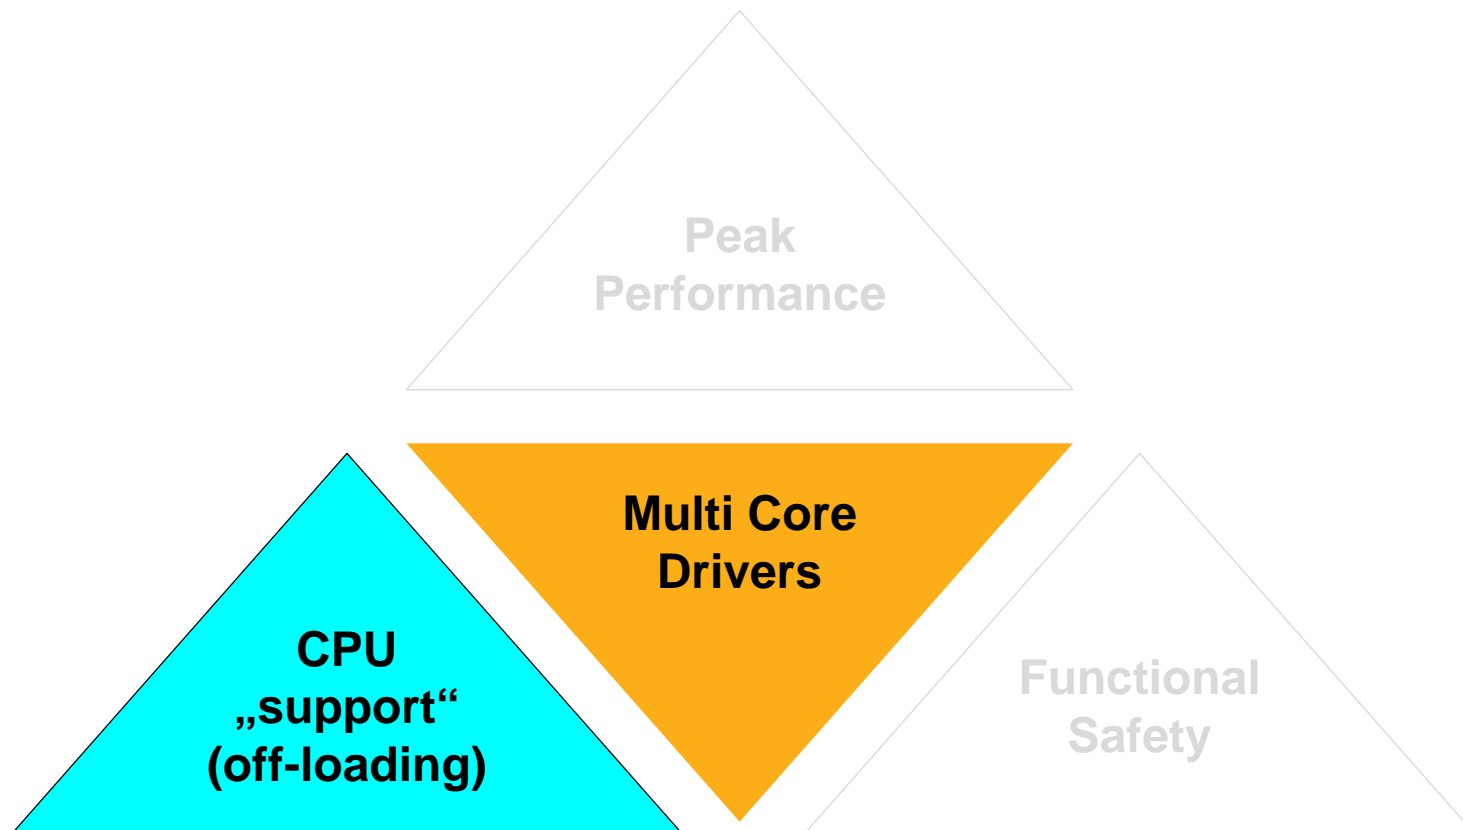 Peak
Performance
Multi Core
Drivers
CPU
„support“
(off-loading)
Functional
Safety